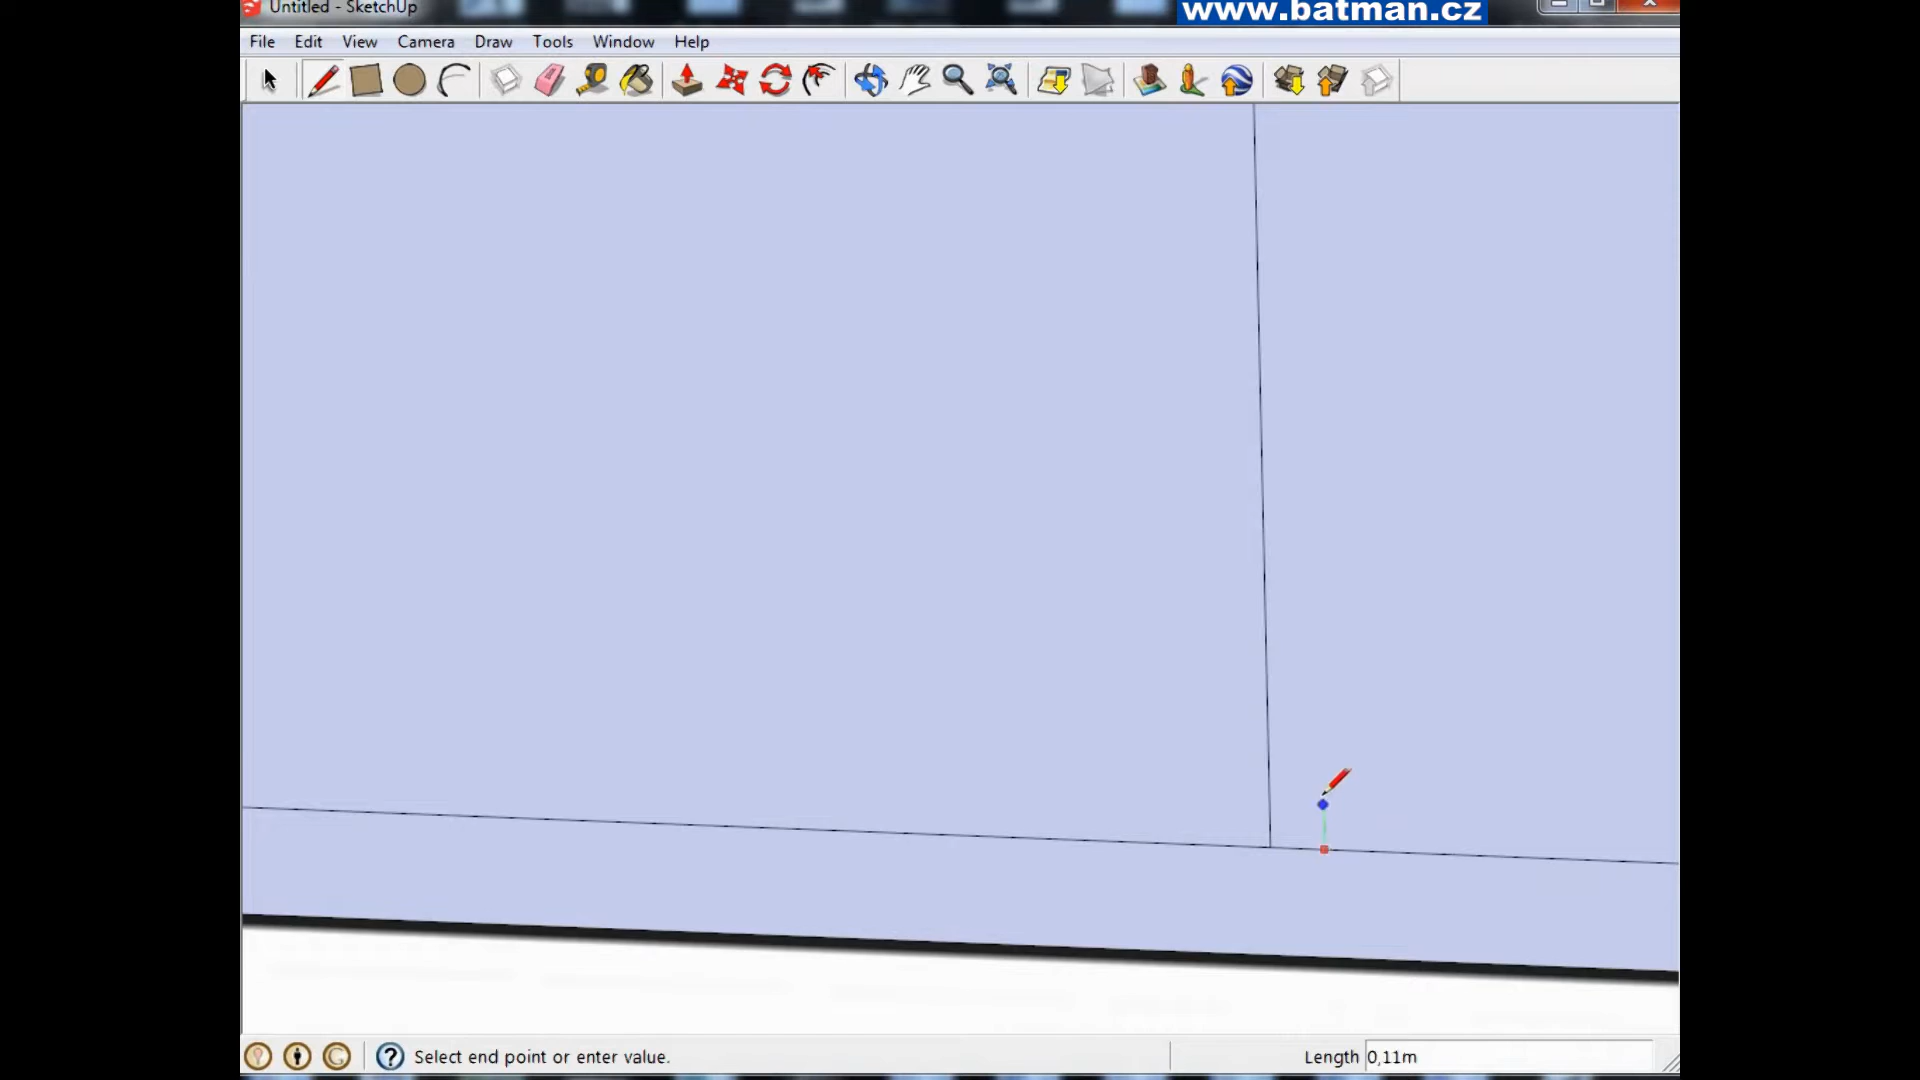 Untitled - SketchUp
www.batman.cz
File Edit View Camera Draw Tools Window Help
Select end point or enter value.
Length 0,11m